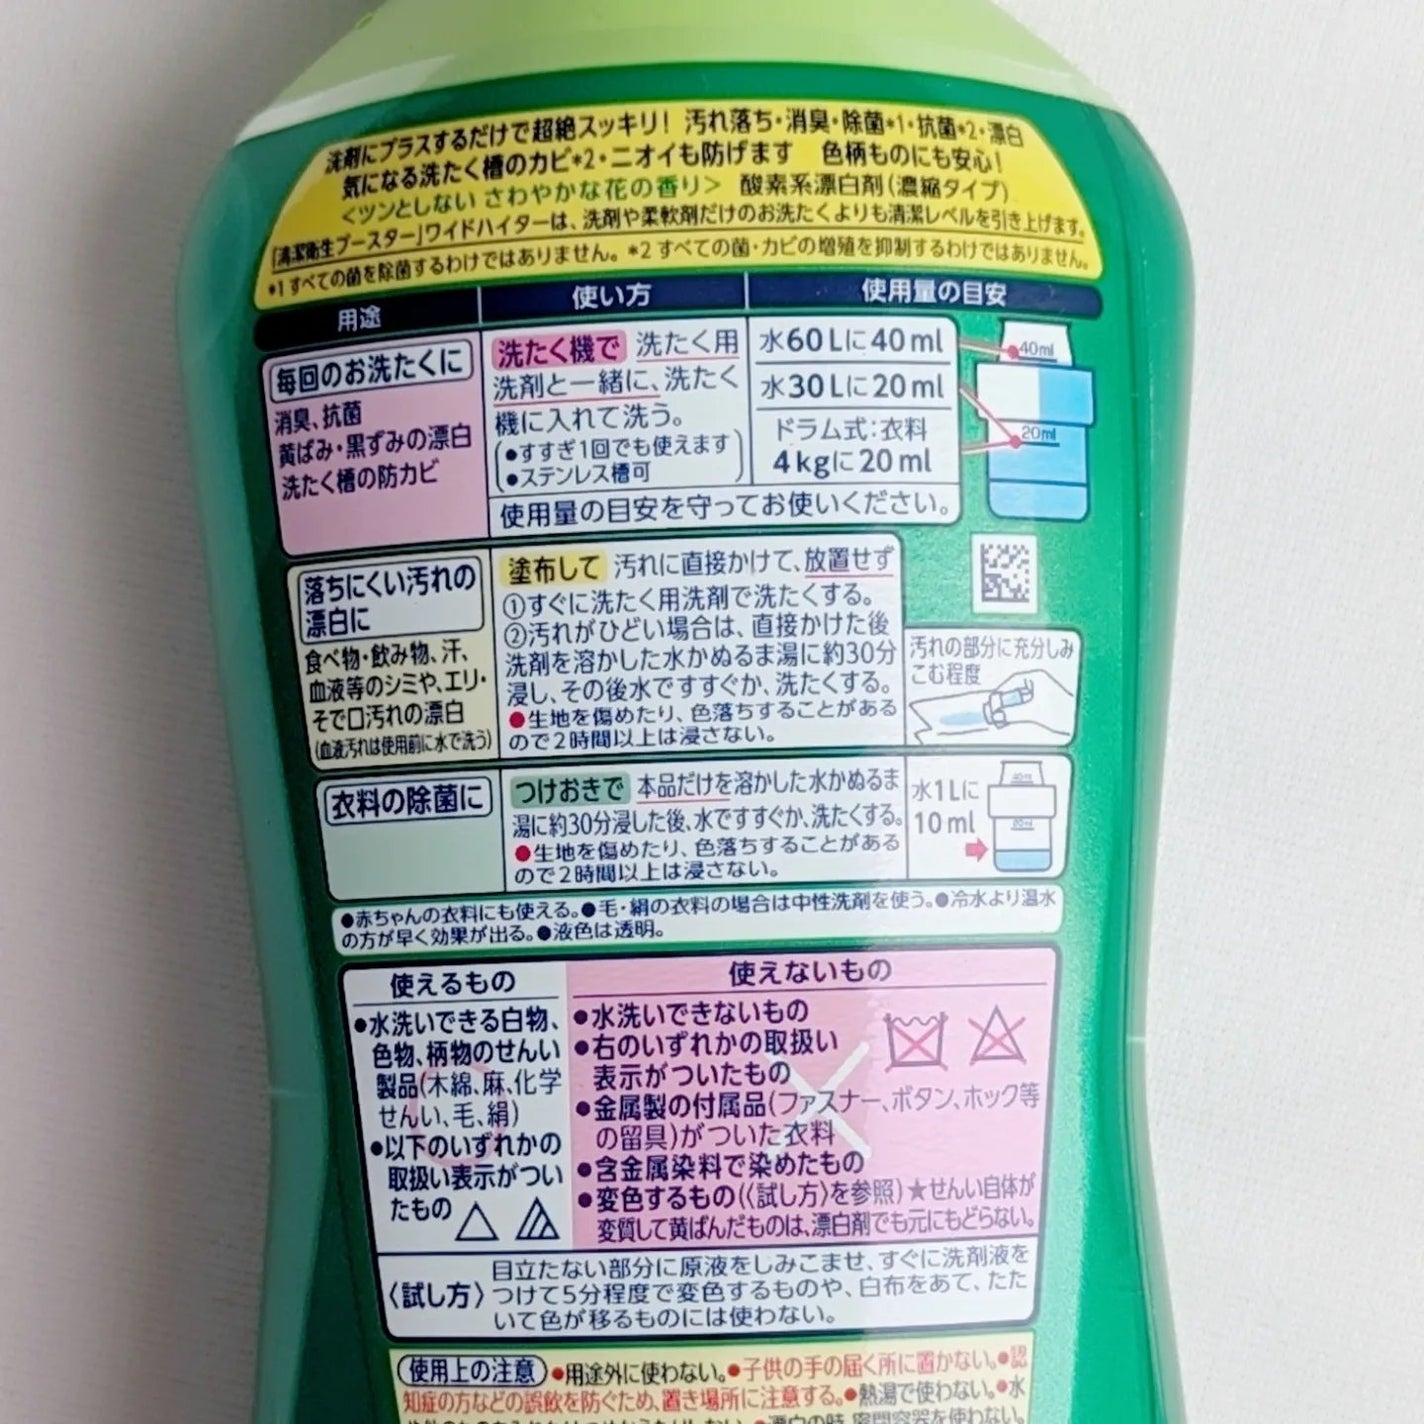 洗剤にプラスするだけで超絶スッキリ! 汚れ落ち・消臭・除菌*1・抗菌*2・漂白
気になる洗たく槽のカビ*2・ニオイも防げます 色柄ものにも安心!
<ツンとしない さわやかな花の香り> 酸素系漂白剤(濃縮タイプ)
「清潔衛生ブースター」ワイドハイターは、洗剤や柔軟剤だけのお洗たくよりも清潔レベルを引き上げます。
*1 すべての菌を除菌するわけではありません。*2 すべての菌・カビの増殖を抑制するわけではありません。
用途 使い方 使用量の目安
毎回のお洗たくに
消臭、抗菌
黄ばみ・黒ずみの漂白
洗たく槽の防カビ
洗たく機で 洗たく用
洗剤と一緒に、洗たく
機に入れて洗う。
(●すすぎ1回でも使えます
●ステンレス槽可)
水60Lに40ml
水30Lに20ml
ドラム式:衣料
4kgに20ml
40ml
20ml
使用量の目安を守ってお使いください。
落ちにくい汚れの
漂白に
食べ物・飲み物、汗、
血液等のシミや、エリ・
そで口汚れの漂白
(血液汚れは使用前に水で洗う)
塗布して 汚れに直接かけて、放置せず
①すぐに洗たく用洗剤で洗たくする。
②汚れがひどい場合は、直接かけた後
洗剤を溶かした水かぬるま湯に約30分
浸し、その後水ですすぐか、洗たくする。
●生地を傷めたり、色落ちすることがある
ので2時間以上は浸さない。
汚れの部分に充分しみ
こむ程度
衣料の除菌に
つけおきで 本品だけを溶かした水かぬるま
湯に約30分浸した後、水ですすぐか、洗たくする。
●生地を傷めたり、色落ちすることがある
ので2時間以上は浸さない。
水1Lに
10ml
40ml
20ml
●赤ちゃんの衣料にも使える。●毛・絹の衣料の場合は中性洗剤を使う。●冷水より温水
の方が早く効果が出る。●液色は透明。
使えるもの
●水洗いできる白物、
色物、柄物のせんい
製品(木綿、麻、化学
せんい、毛、絹)
●以下のいずれかの
取扱い表示がつい
たもの
使えないもの
●水洗いできないもの
●右のいずれかの取扱い
表示がついたもの
●金属製の付属品(ファスナー、ボタン、ホック等
の留具)がついた衣料
●含金属染料で染めたもの
●変色するもの(〈試し方〉を参照)★せんい自体が
変質して黄ばんだものは、漂白剤でも元にもどらない。
〈試し方〉
目立たない部分に原液をしみこませ、すぐに洗剤液を
つけて5分程度で変色するものや、白布をあて、たた
いて色が移るものには使わない。
使用上の注意 ●用途外に使わない。●子供の手の届く所に置かない。●認
知症の方などの誤飲を防ぐため、置き場所に注意する。●熱湯で使わない。●水